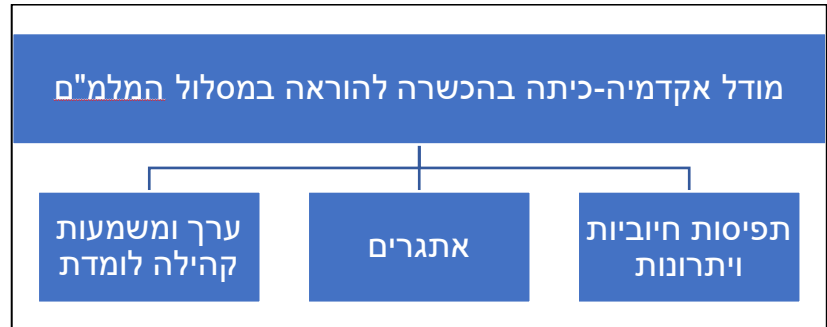 מודל אקדמיה-כיתה בהכשרה להוראה במסלול המלמ"ם
תפיסות חיוביות
ויתרונות
אתגרים
ערך ומשמעות
קהילה לומדת